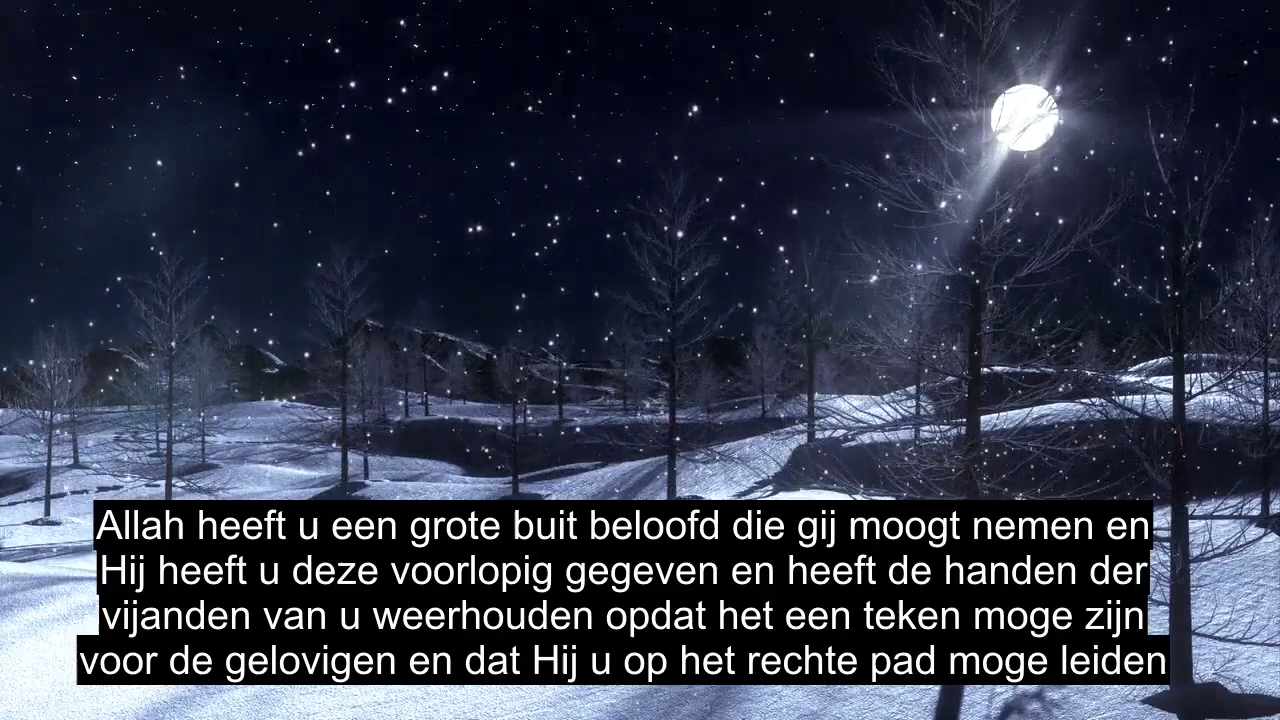 Allah heeft u een grote buit beloofd die gij moogt nemen en
Hij heeft u deze voorlopig gegeven en heeft de handen der
vijanden van u weerhouden opdat het een teken moge zijn
voor de gelovigen en dat Hij u op het rechte pad moge leiden